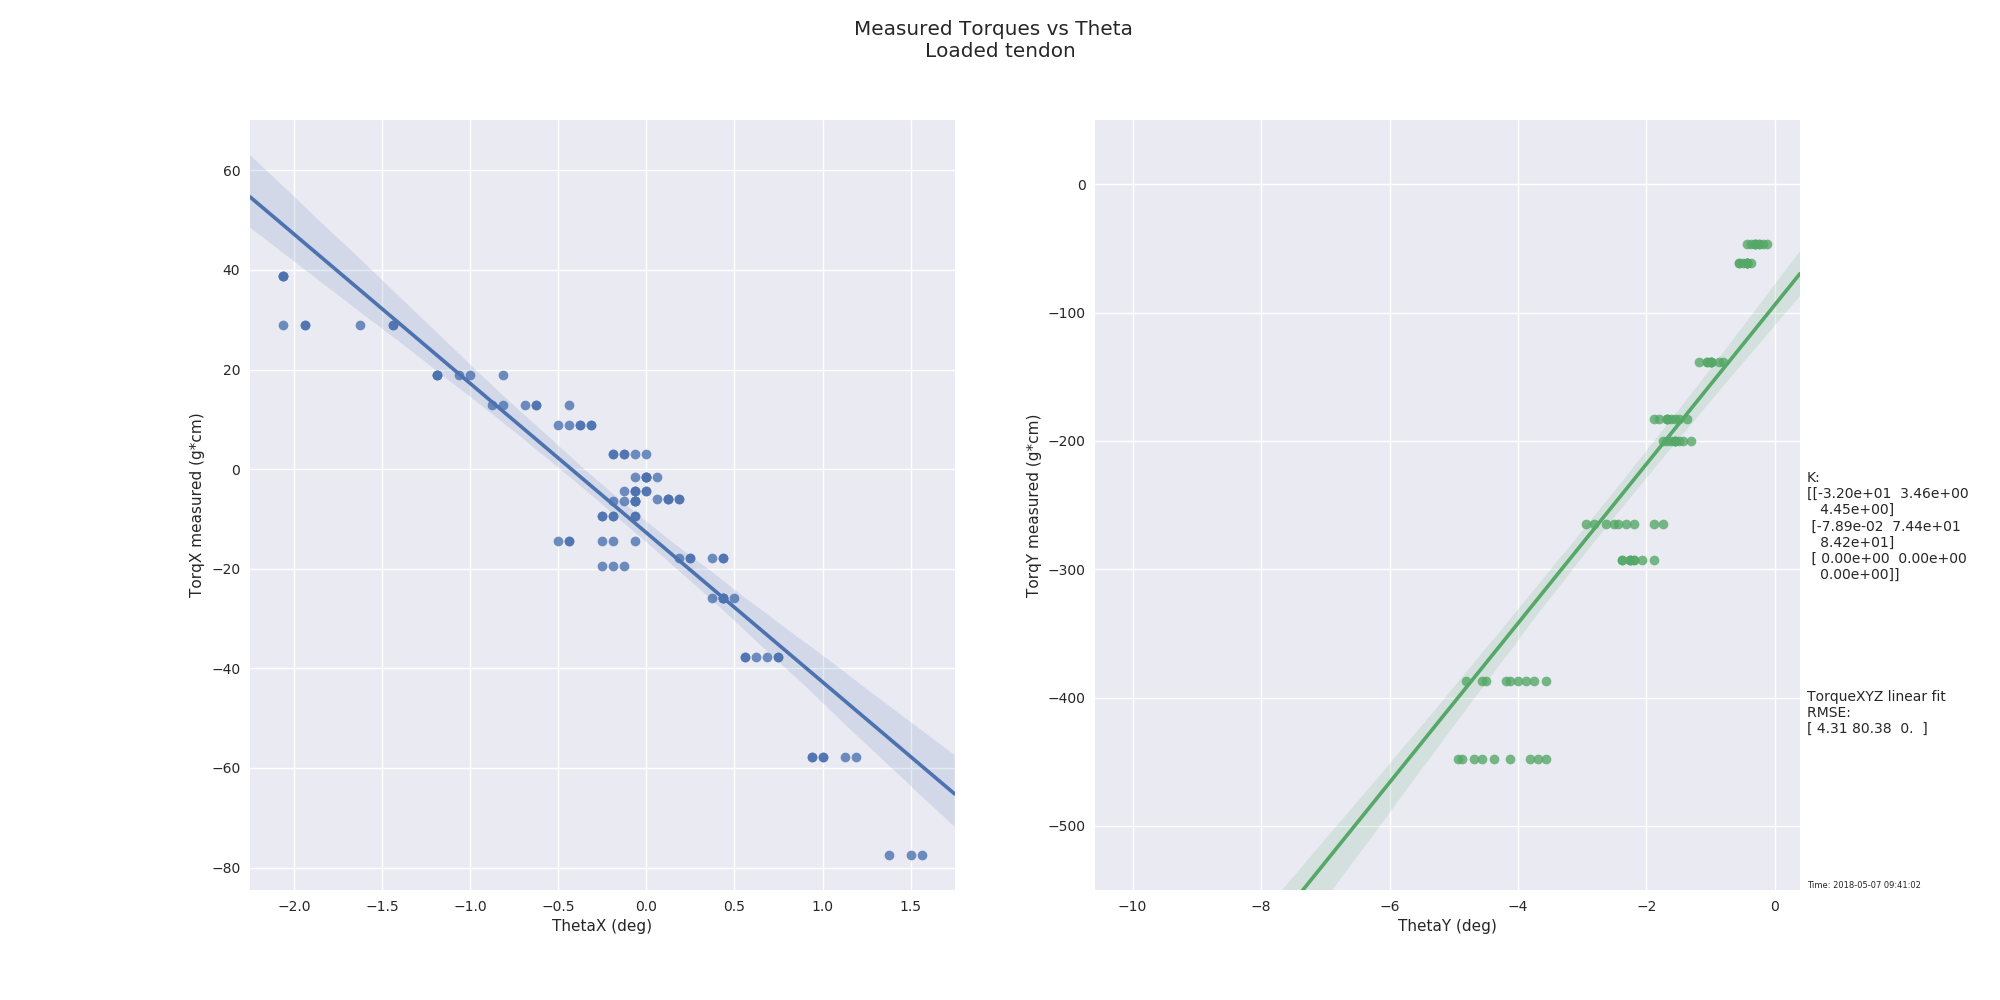 Measured Torques vs Theta
Loaded tendon
60
40
20
0
−20
−40
−60
−80
TorqX measured (g*cm)
−2.0 −1.5 −1.0 −0.5 0.0 0.5 1.0 1.5
ThetaX (deg)
0
−100
−200
−300
−400
−500
TorqY measured (g*cm)
−10 −8 −6 −4 −2 0
ThetaY (deg)
K:
[[-3.20e+01 3.46e+00
4.45e+00]
[-7.89e-02 7.44e+01
8.42e+01]
[ 0.00e+00 0.00e+00
0.00e+00]]
TorqueXYZ linear fit
RMSE:
[ 4.31 80.38 0. ]
Time: 2018-05-07 09:41:02